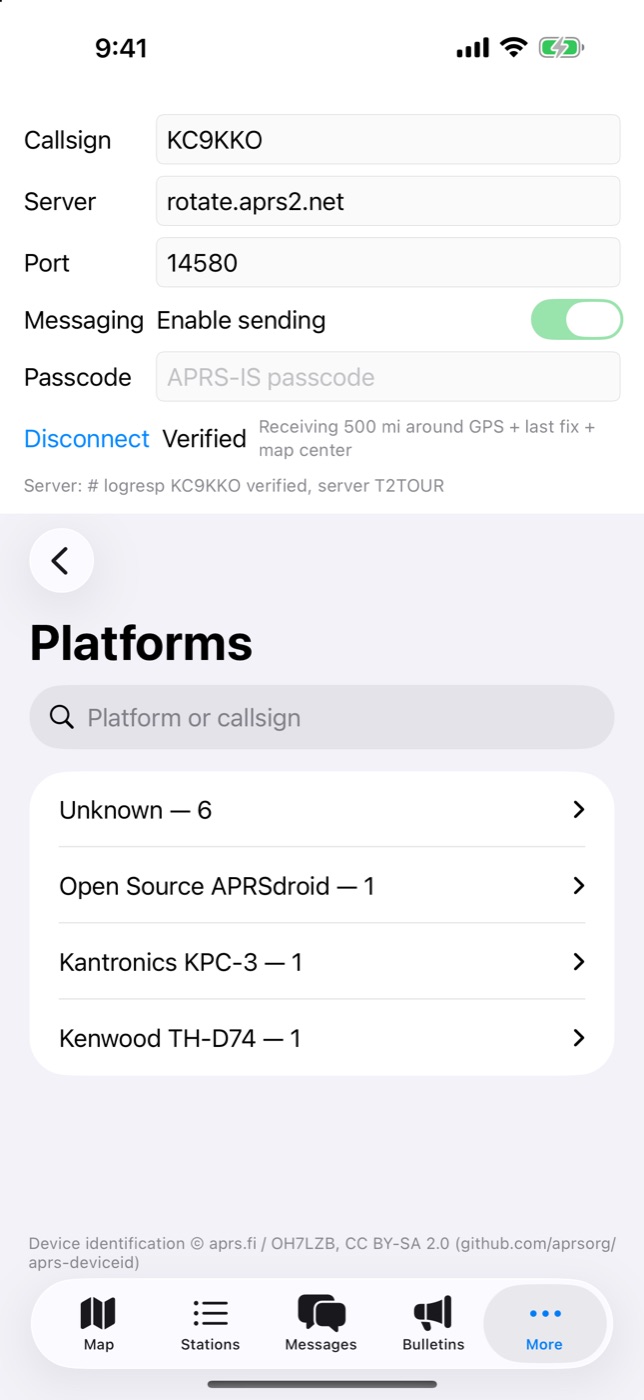 9:41
Callsign KC9KKO
Server rotate.aprs2.net
Port 14580
Messaging Enable sending
Passcode APRS-IS passcode
Disconnect Verified Receiving 500 mi around GPS + last fix +
map center
Server: # logresp KC9KKO verified, server T2TOUR
Platforms
Platform or callsign
Unknown — 6
Open Source APRSdroid — 1
Kantronics KPC-3 — 1
Kenwood TH-D74 — 1
Device identification © aprs.fi / OH7LZB, CC BY-SA 2.0 (github.com/aprsorg/
aprs-deviceid)
Map Stations Messages Bulletins More